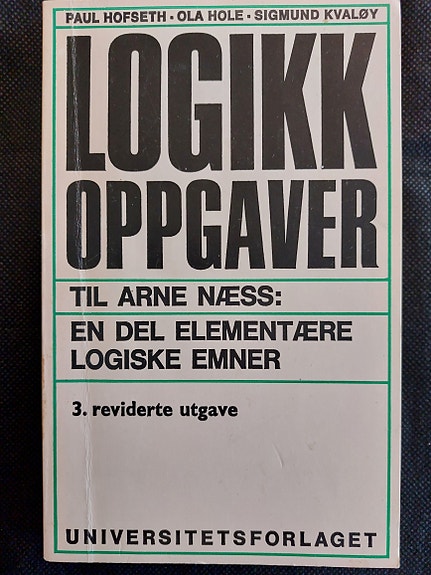 PAUL HOFSETH · OLA HOLE · SIGMUND KVALØY
LOGIKK
OPPGAVER
TIL ARNE NÆSS:
EN DEL ELEMENTÆRE
LOGISKE EMNER
3. reviderte utgave
UNIVERSITETSFORLAGET